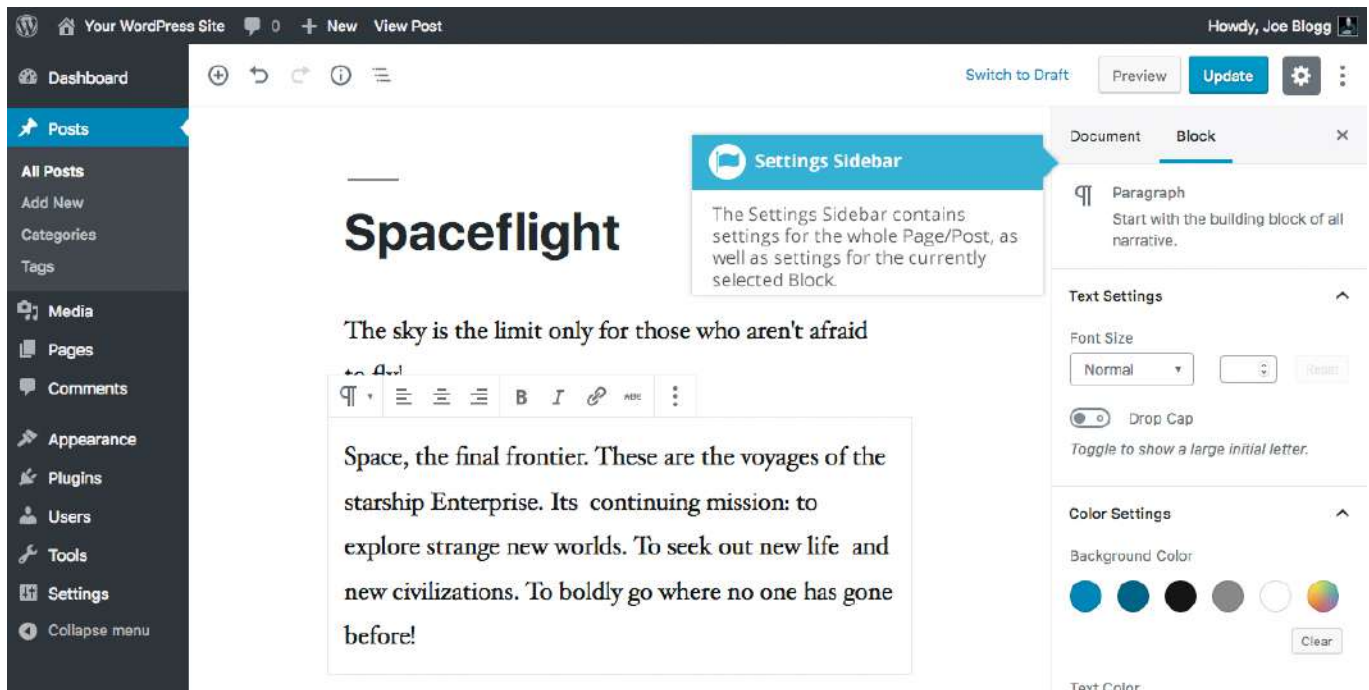 Your WordPress Site 0 New View Post Howdy, Joe Blogg
Dashboard
Posts
All Posts
Add New
Categories
Tags
Media
Pages
Comments
Appearance
Plugins
Users
Tools
Settings
Collapse menu
Switch to Draft Preview Update
Spaceflight
The sky is the limit only for those who aren't afraid
to fly!
B I ABC
Space, the final frontier. These are the voyages of the
starship Enterprise. Its continuing mission: to
explore strange new worlds. To seek out new life and
new civilizations. To boldly go where no one has gone
before!
Settings Sidebar
The Settings Sidebar contains
settings for the whole Page/Post, as
well as settings for the currently
selected Block.
Document Block
Paragraph
Start with the building block of all
narrative.
Text Settings
Font Size
Normal Reset
Drop Cap
Toggle to show a large initial letter.
Color Settings
Background Color
Clear
Text Color